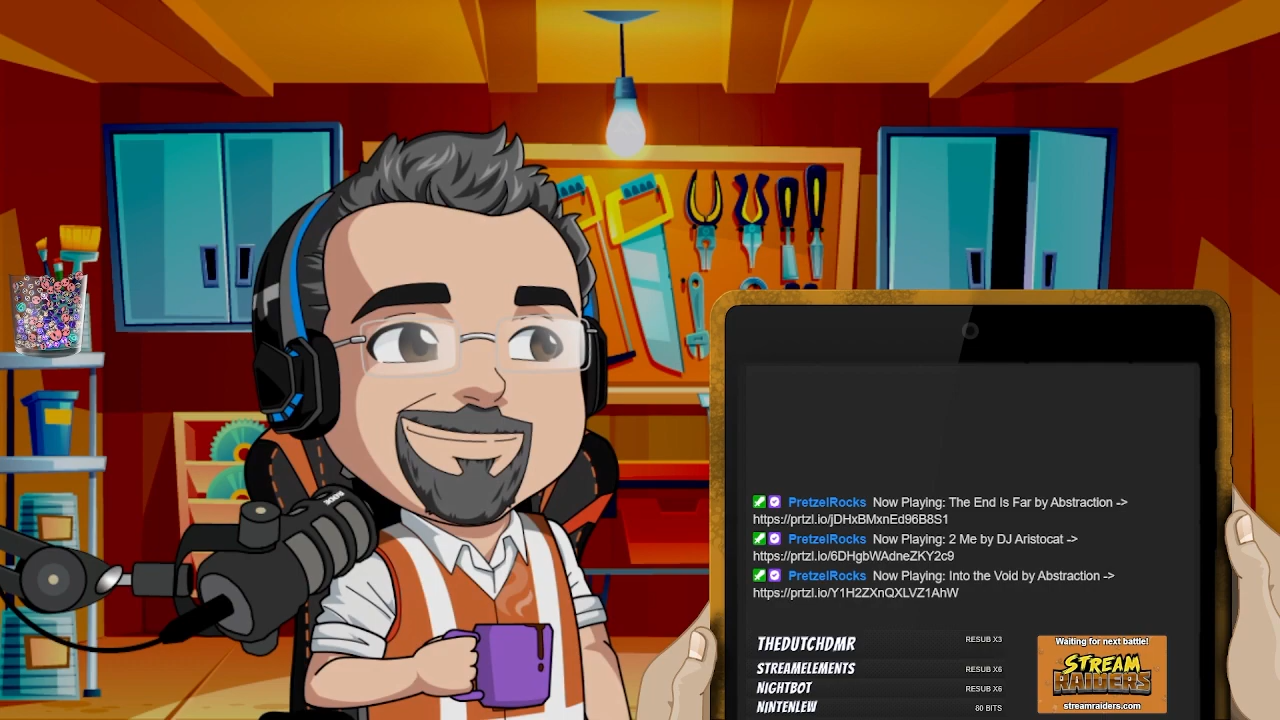 PretzelRocks Now Playing: The End Is Far by Abstraction ->
https://prtzl.io/jDHxBMxnEd96B8S1
PretzelRocks Now Playing: 2 Me by DJ Aristocat ->
https://prtzl.io/6DHgbWAdneZKY2c9
PretzelRocks Now Playing: Into the Void by Abstraction ->
https://prtzl.io/Y1H2ZXnQXLVZ1AhW
THEDUTCHDMR RESUB X3
STREAMELEMENTS RESUB X6
NIGHTBOT RESUB X6
NINTENLEW 80 BITS
Waiting for next battle!
STREAM
RAIDERS
streamraiders.com